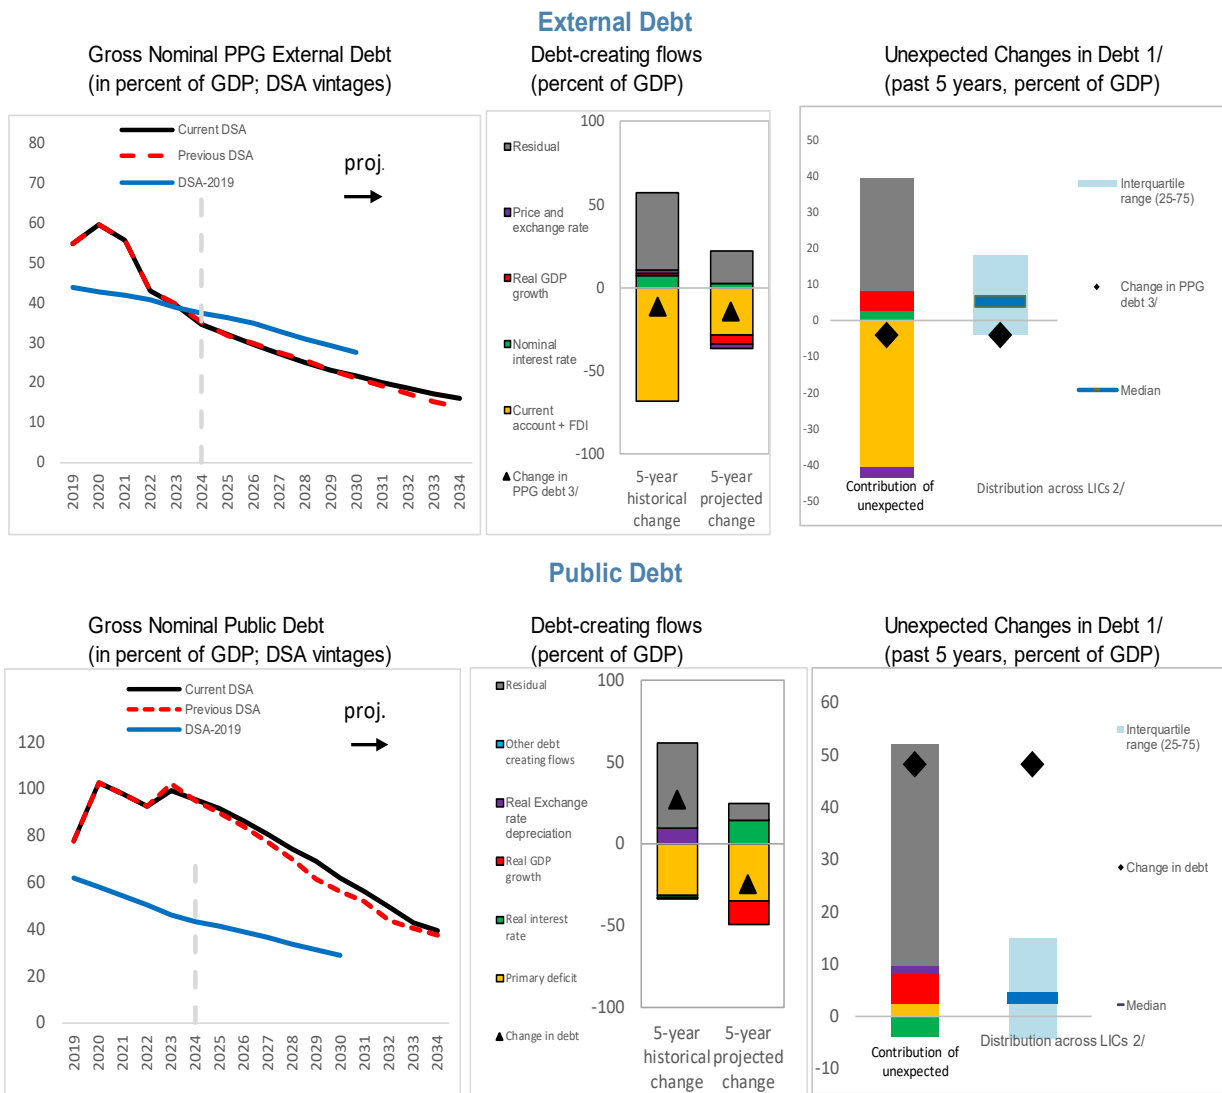 External Debt
Gross Nominal PPG External Debt
(in percent of GDP; DSA vintages)
Current DSA
Previous DSA
DSA-2019
proj.
80
70
60
50
40
30
20
10
0
2019
2020
2021
2022
2023
2024
2025
2026
2027
2028
2029
2030
2031
2032
2033
2034
Debt-creating flows
(percent of GDP)
Residual
Price and
exchange rate
Real GDP
growth
Nominal
interest rate
Current
account + FDI
Change in
PPG debt 3/
100
50
0
-50
-100
5-year
historical
change
5-year
projected
change
Unexpected Changes in Debt 1/
(past 5 years, percent of GDP)
50
40
30
20
10
0
-10
-20
-30
-40
-50
Contribution of
unexpected
Distribution across LICs 2/
Interquartile
range (25-75)
Change in PPG
debt 3/
Median
Public Debt
Gross Nominal Public Debt
(in percent of GDP; DSA vintages)
Current DSA
Previous DSA
DSA-2019
proj.
120
100
80
60
40
20
0
2019
2020
2021
2022
2023
2024
2025
2026
2027
2028
2029
2030
2031
2032
2033
2034
Debt-creating flows
(percent of GDP)
Residual
Other debt
creating flows
Real Exchange
rate
depreciation
Real GDP
growth
Real interest
rate
Primary deficit
Change in debt
100
50
0
-50
-100
5-year
historical
change
5-year
projected
change
Unexpected Changes in Debt 1/
(past 5 years, percent of GDP)
60
50
40
30
20
10
0
-10
Contribution of
unexpected
Distribution across LICs 2/
Interquartile
range (25-75)
Change in debt
Median